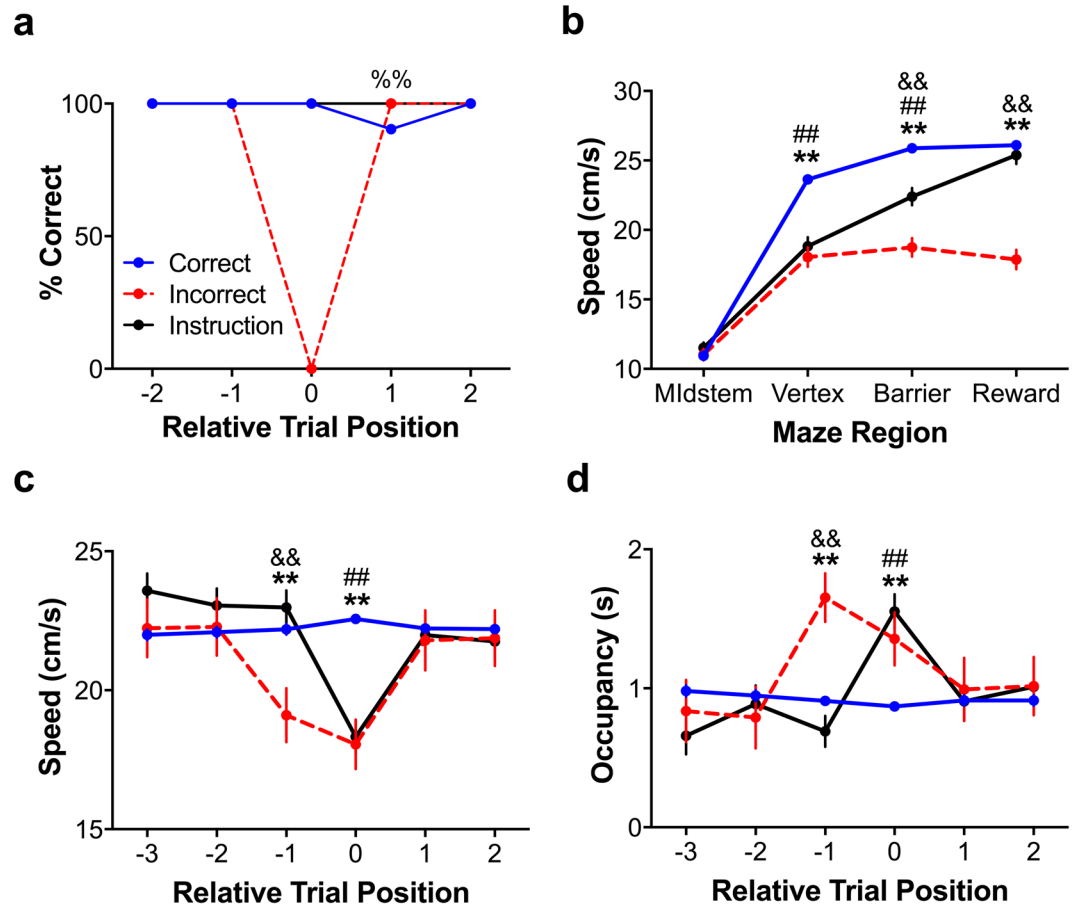 a
%%
100
50
0
% Correct
Correct
Incorrect
Instruction
-2 -1 0 1 2
Relative Trial Position
b
&&
## ## &&
** ** **
30
25
20
15
10
Speed (cm/s)
MIdstem Vertex Barrier Reward
Maze Region
c
&& ##
** **
25
20
15
Speed (cm/s)
-3 -2 -1 0 1 2
Relative Trial Position
d
&& ##
** **
2
1
0
Occupancy (s)
-3 -2 -1 0 1 2
Relative Trial Position